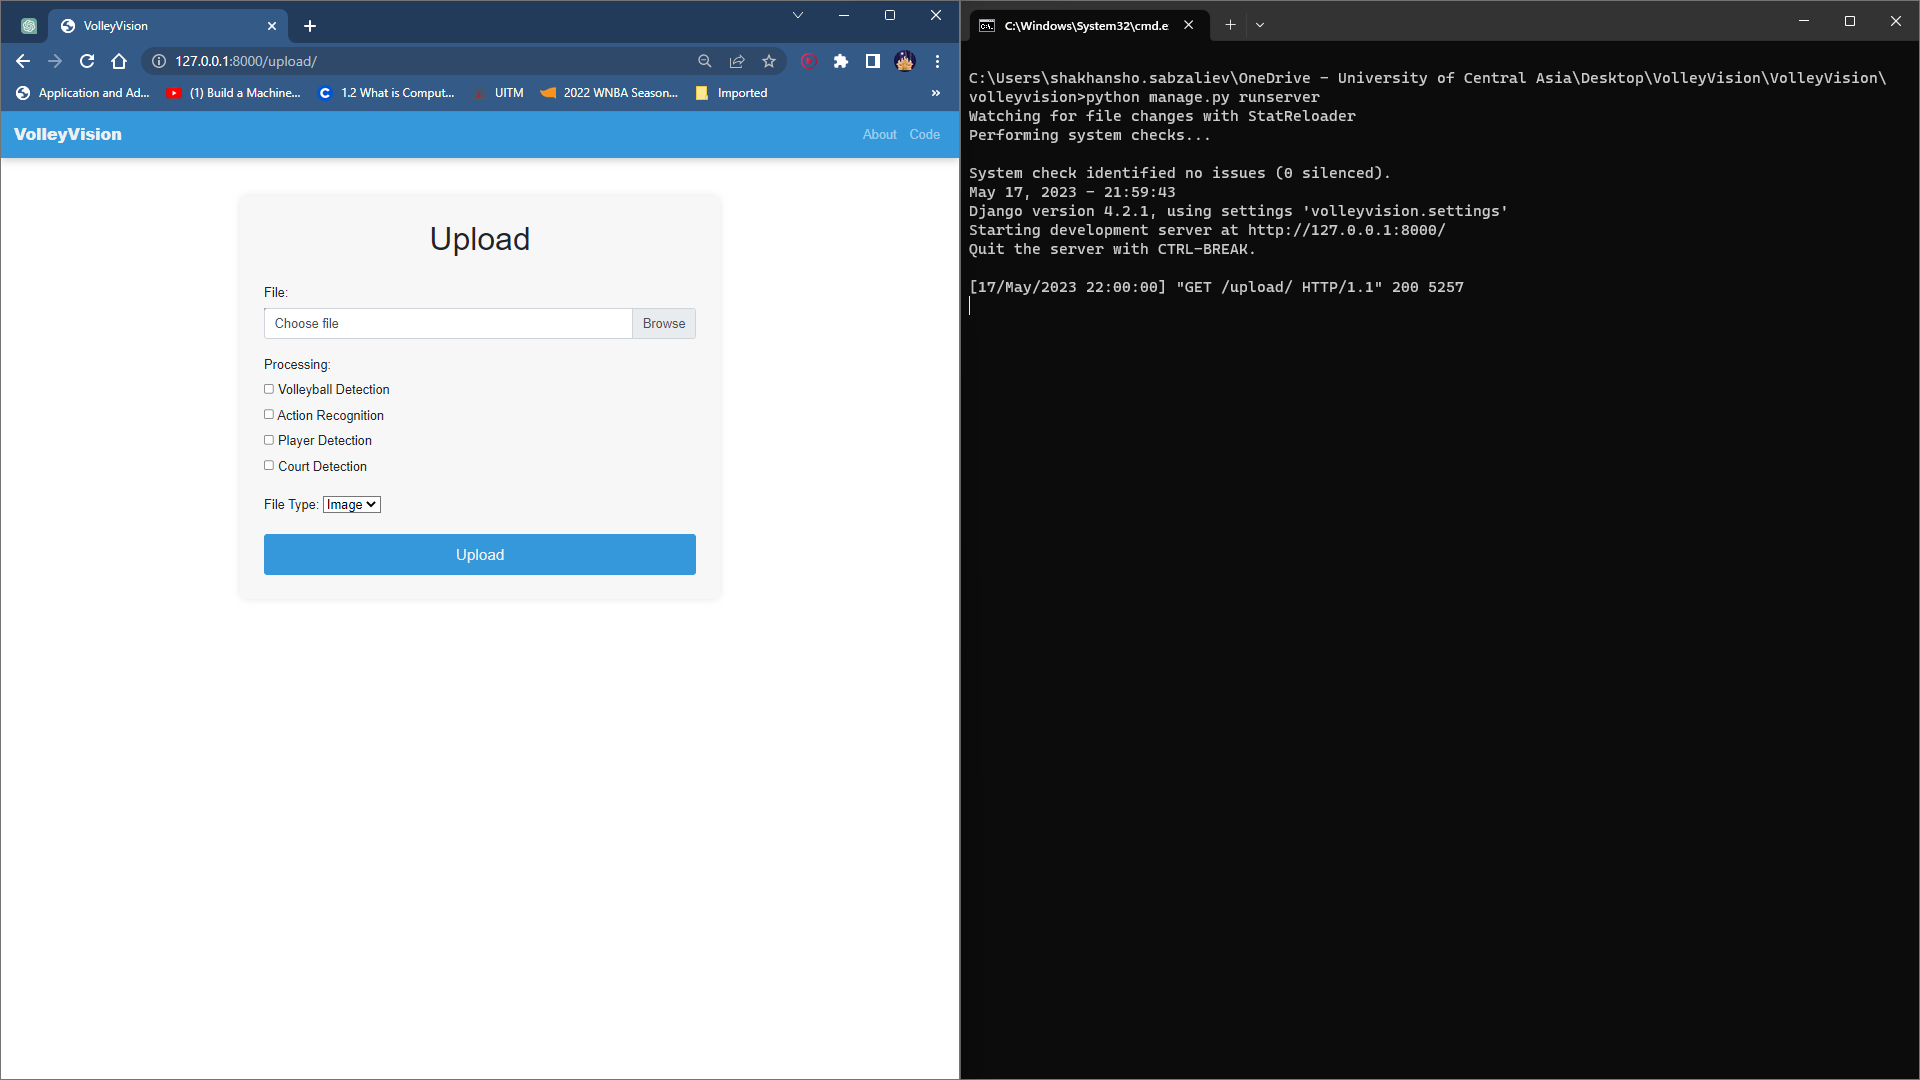 VolleyVision
127.0.0.1:8000/upload/
Application and Ad...
(1) Build a Machine...
1.2 What is Comput...
UITM
2022 WNBA Season...
Imported
»
VolleyVision
About
Code
Upload
File:
Choose file
Browse
Processing:
Volleyball Detection
Action Recognition
Player Detection
Court Detection
File Type: Image
Upload
C:\Windows\System32\cmd.e
C:\Users\shakhansho.sabzaliev\OneDrive - University of Central Asia\Desktop\VolleyVision\VolleyVision\
volleyvision>python manage.py runserver
Watching for file changes with StatReloader
Performing system checks...
System check identified no issues (0 silenced).
May 17, 2023 - 21:59:43
Django version 4.2.1, using settings 'volleyvision.settings'
Starting development server at http://127.0.0.1:8000/
Quit the server with CTRL-BREAK.
[17/May/2023 22:00:00] "GET /upload/ HTTP/1.1" 200 5257